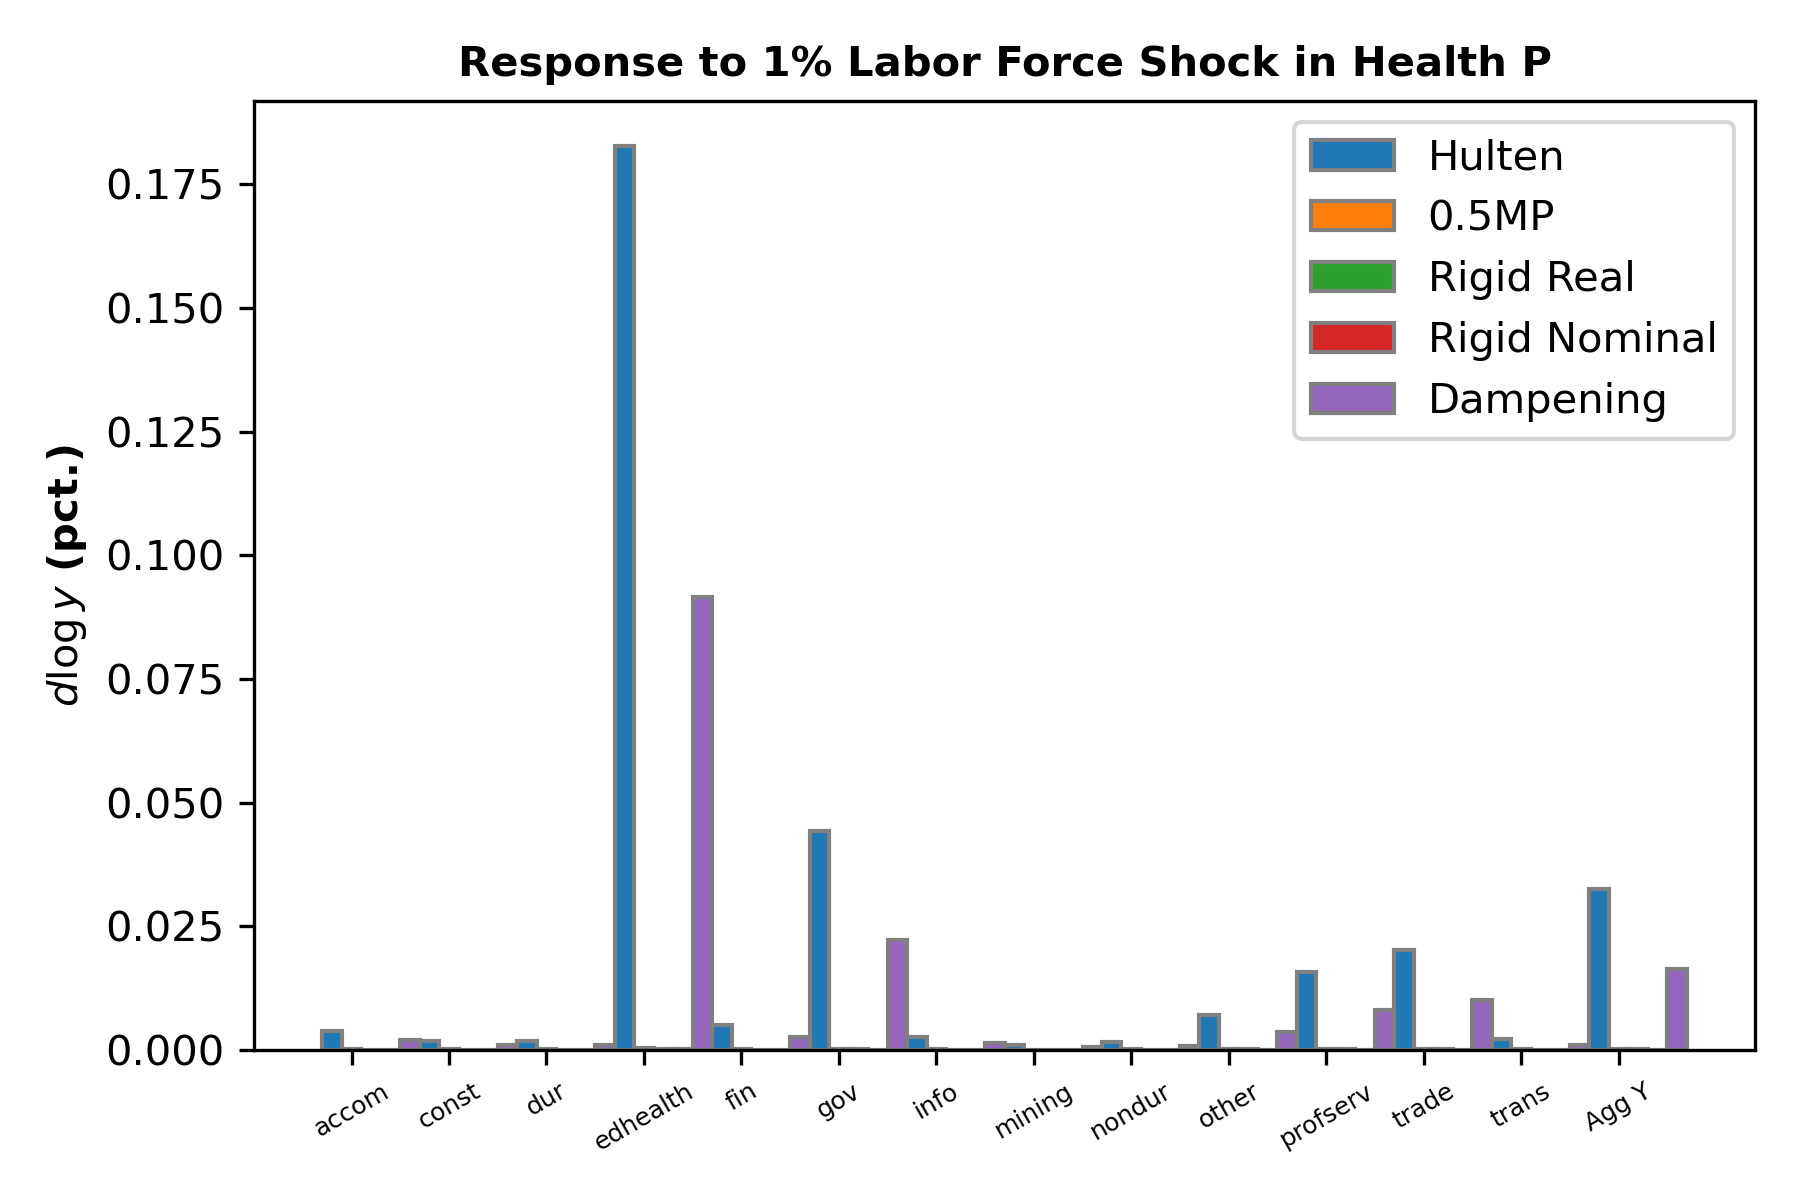 Response to 1% Labor Force Shock in Health P
Hulten
0.5MP
Rigid Real
Rigid Nominal
Dampening
dlog y (pct.)
0.175
0.150
0.125
0.100
0.075
0.050
0.025
0.000
accom
const
dur
edhealth
fin
gov
info
mining
nondur
other
profserv
trade
trans
Agg Y